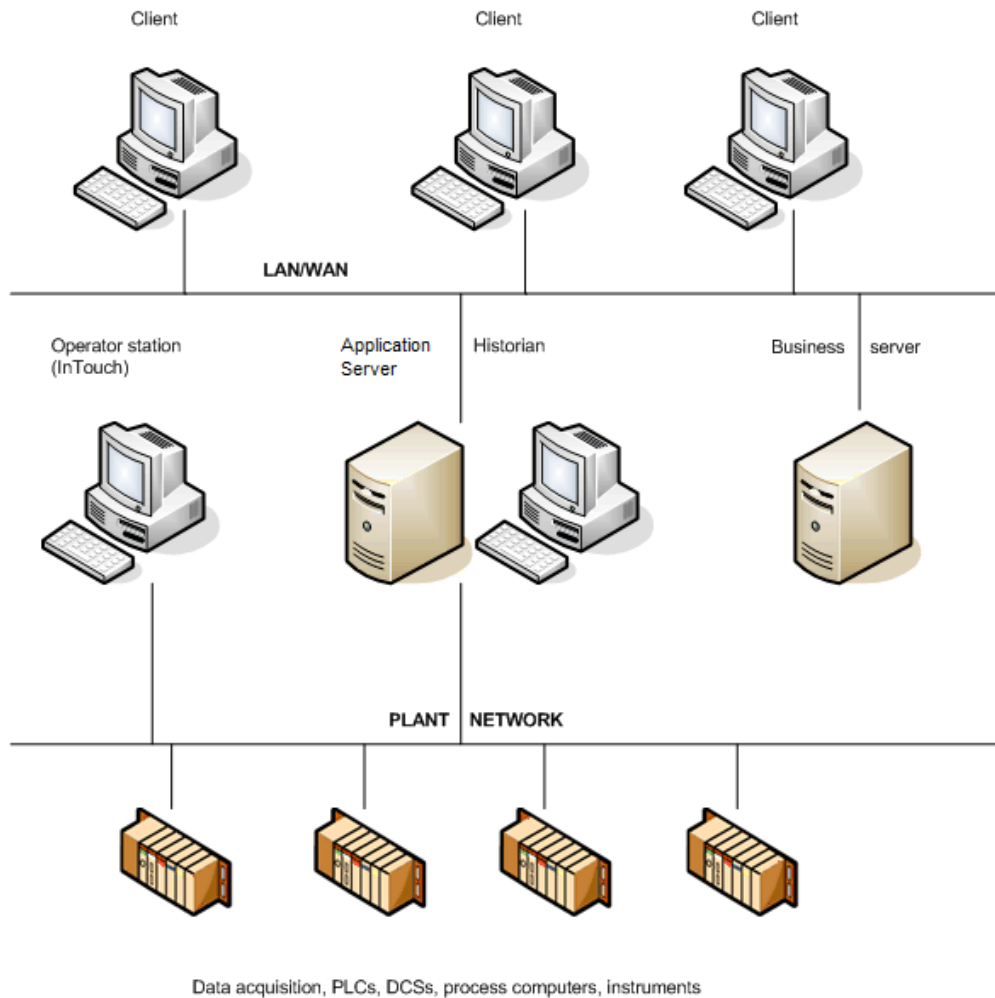 Client
Client
Client
LAN/WAN
Operator station
(InTouch)
Application
Server
Historian
Business server
PLANT NETWORK
Data acquisition, PLCs, DCSs, process computers, instruments